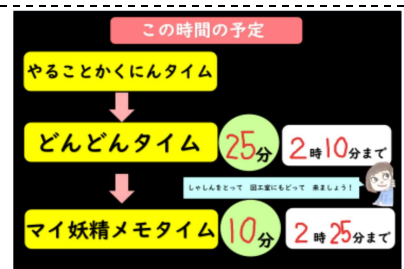 この時間の予定
やることかくにんタイム
どんどんタイム 25分 2時10分まで
しゃしんをとって 図工室にもどって 来ましょう！
マイ妖精メモタイム 10分 2時25分まで